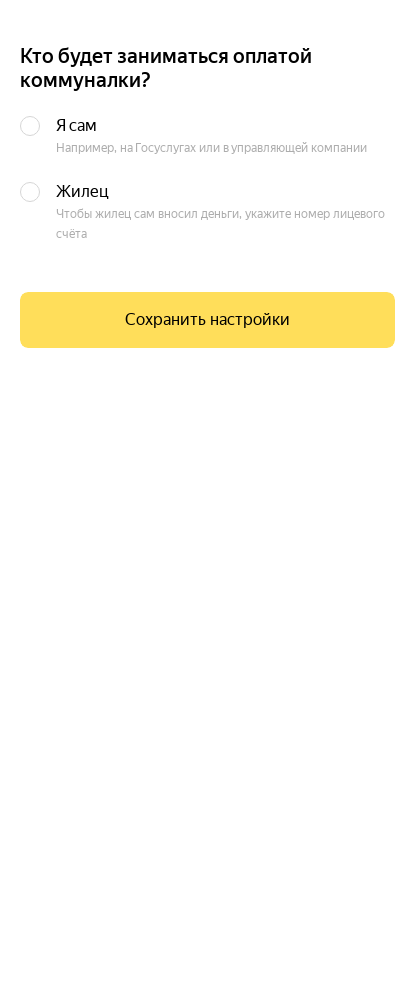 Кто будет заниматься оплатой
коммуналки?
Я сам
Например, на Госуслугах или в управляющей компании
Жилец
Чтобы жилец сам вносил деньги, укажите номер лицевого
счёта
Сохранить настройки